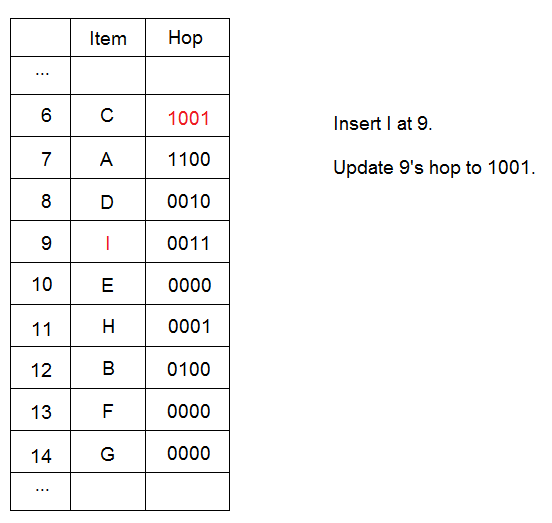 Item Hop
...
6 C 1001
7 A 1100
8 D 0010
9 I 0011
10 E 0000
11 H 0001
12 B 0100
13 F 0000
14 G 0000
...
Insert I at 9.
Update 9's hop to 1001.